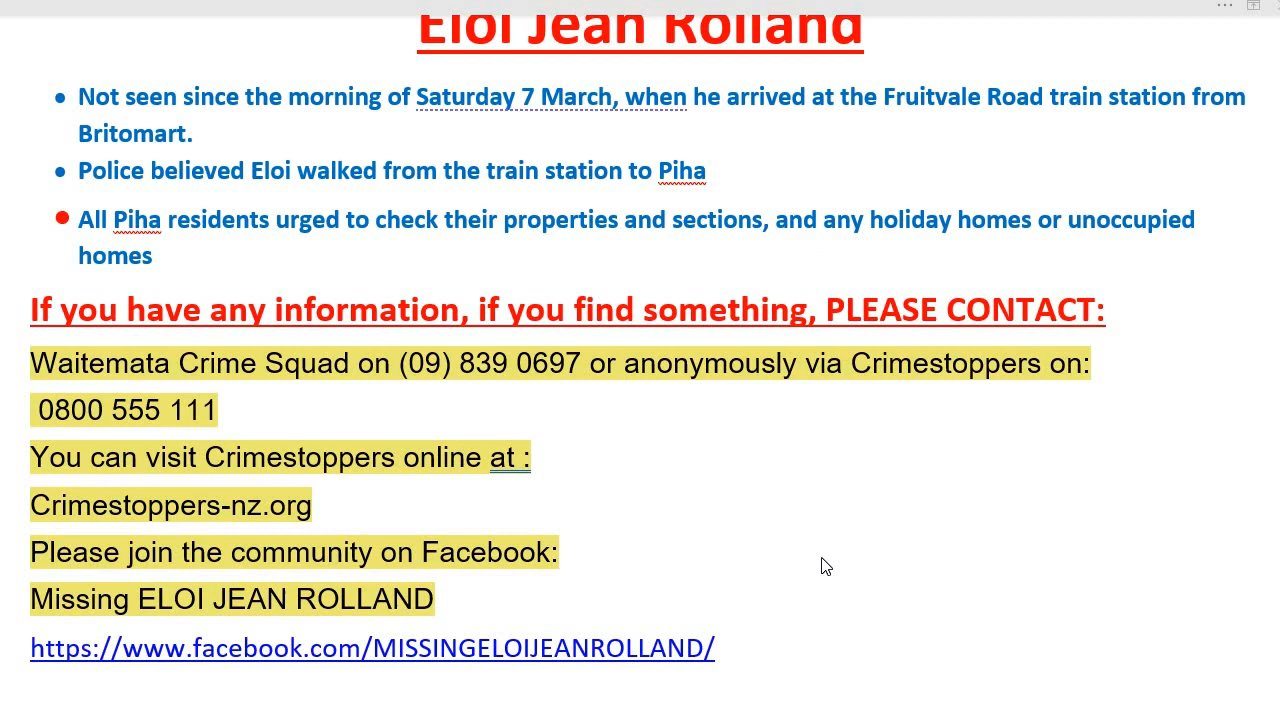 Eloi Jean Rolland
Not seen since the morning of Saturday 7 March, when he arrived at the Fruitvale Road train station from
Britomart.
Police believed Eloi walked from the train station to Piha
All Piha residents urged to check their properties and sections, and any holiday homes or unoccupied
homes
If you have any information, if you find something, PLEASE CONTACT:
Waitemata Crime Squad on (09) 839 0697 or anonymously via Crimestoppers on:
0800 555 111
You can visit Crimestoppers online at :
Crimestoppers-nz.org
Please join the community on Facebook:
Missing ELOI JEAN ROLLAND
https://www.facebook.com/MISSINGELOIJEANROLLAND/